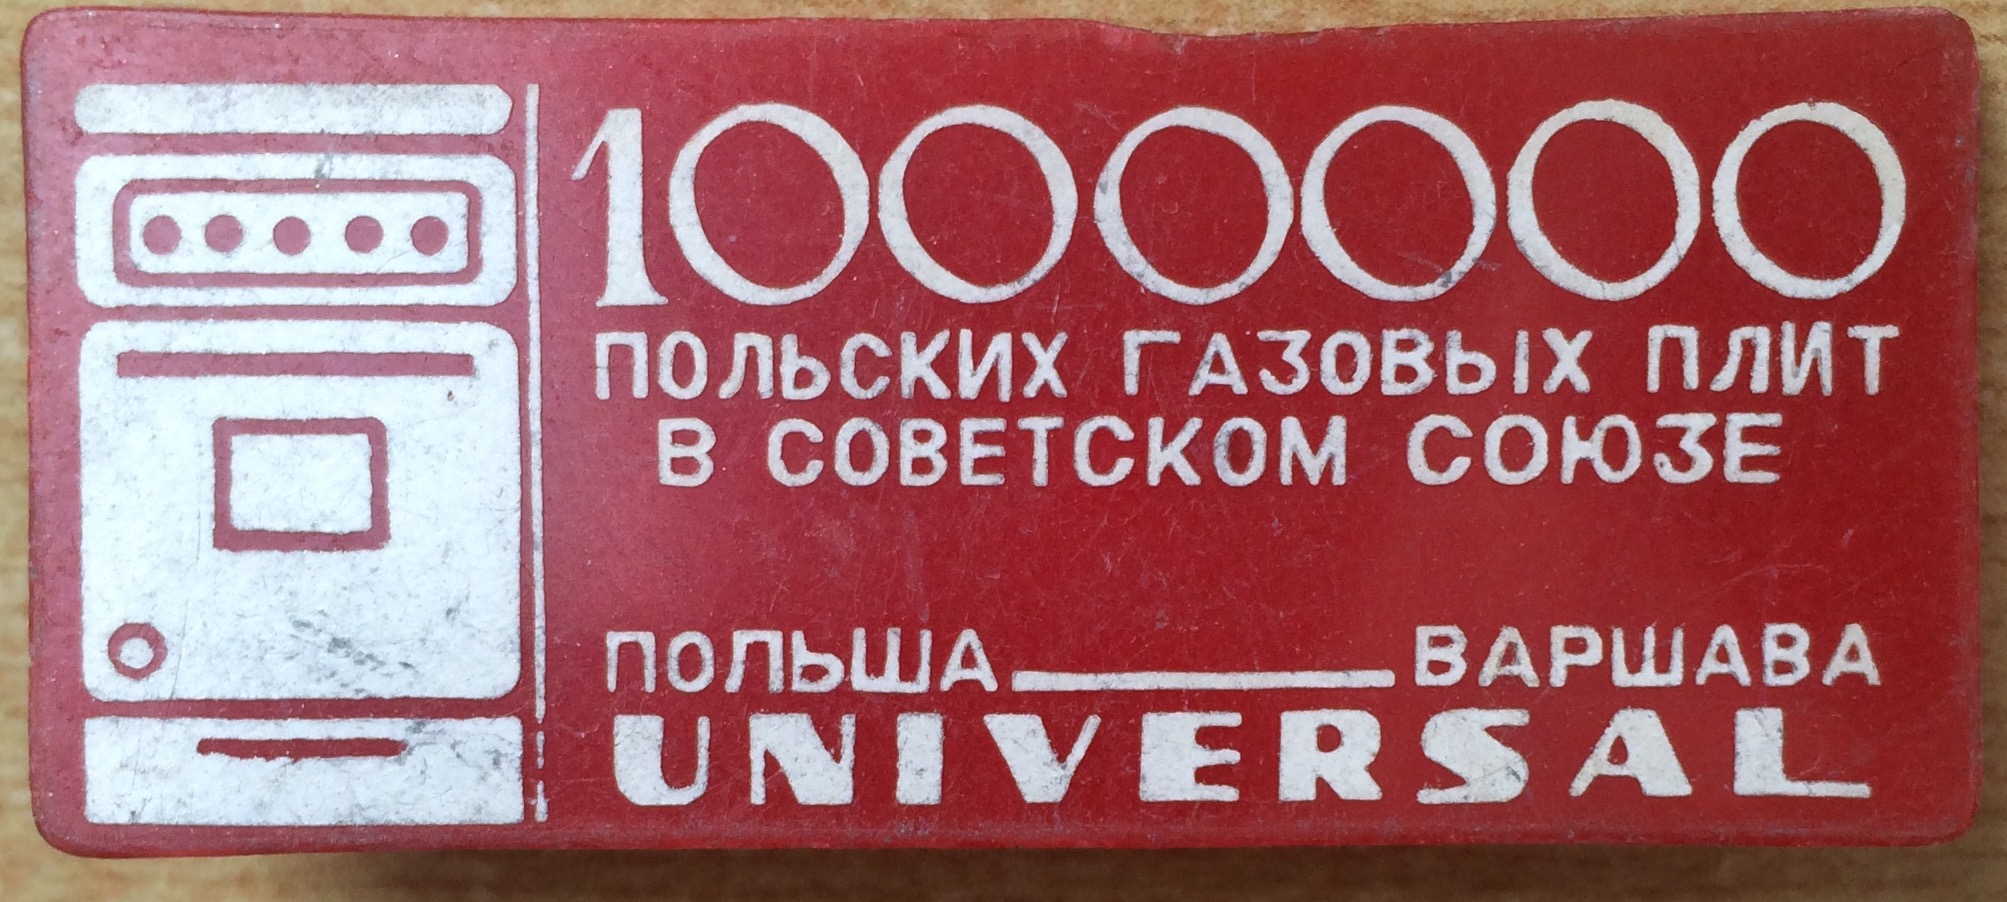 1000000
ПОЛЬСКИХ ГАЗОВЫХ ПЛИТ
В СОВЕТСКОМ СОЮЗЕ
ПОЛЬША ВАРШАВА
UNIVERSAL